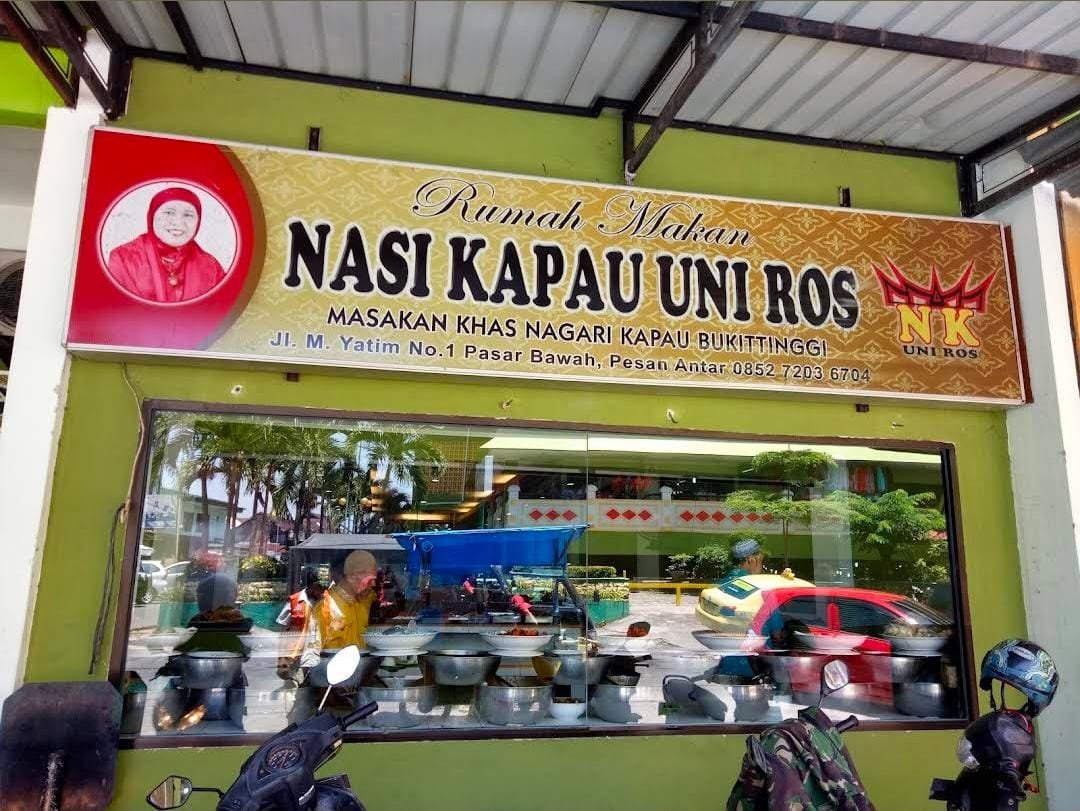 Rumah Makan
NASI KAPAU UNI ROS
MASAKAN KHAS NAGARI KAPAU BUKITTINGGI
Jl. M. Yatim No.1 Pasar Bawah, Pesan Antar 0852 7203 6704
NK
UNI ROS